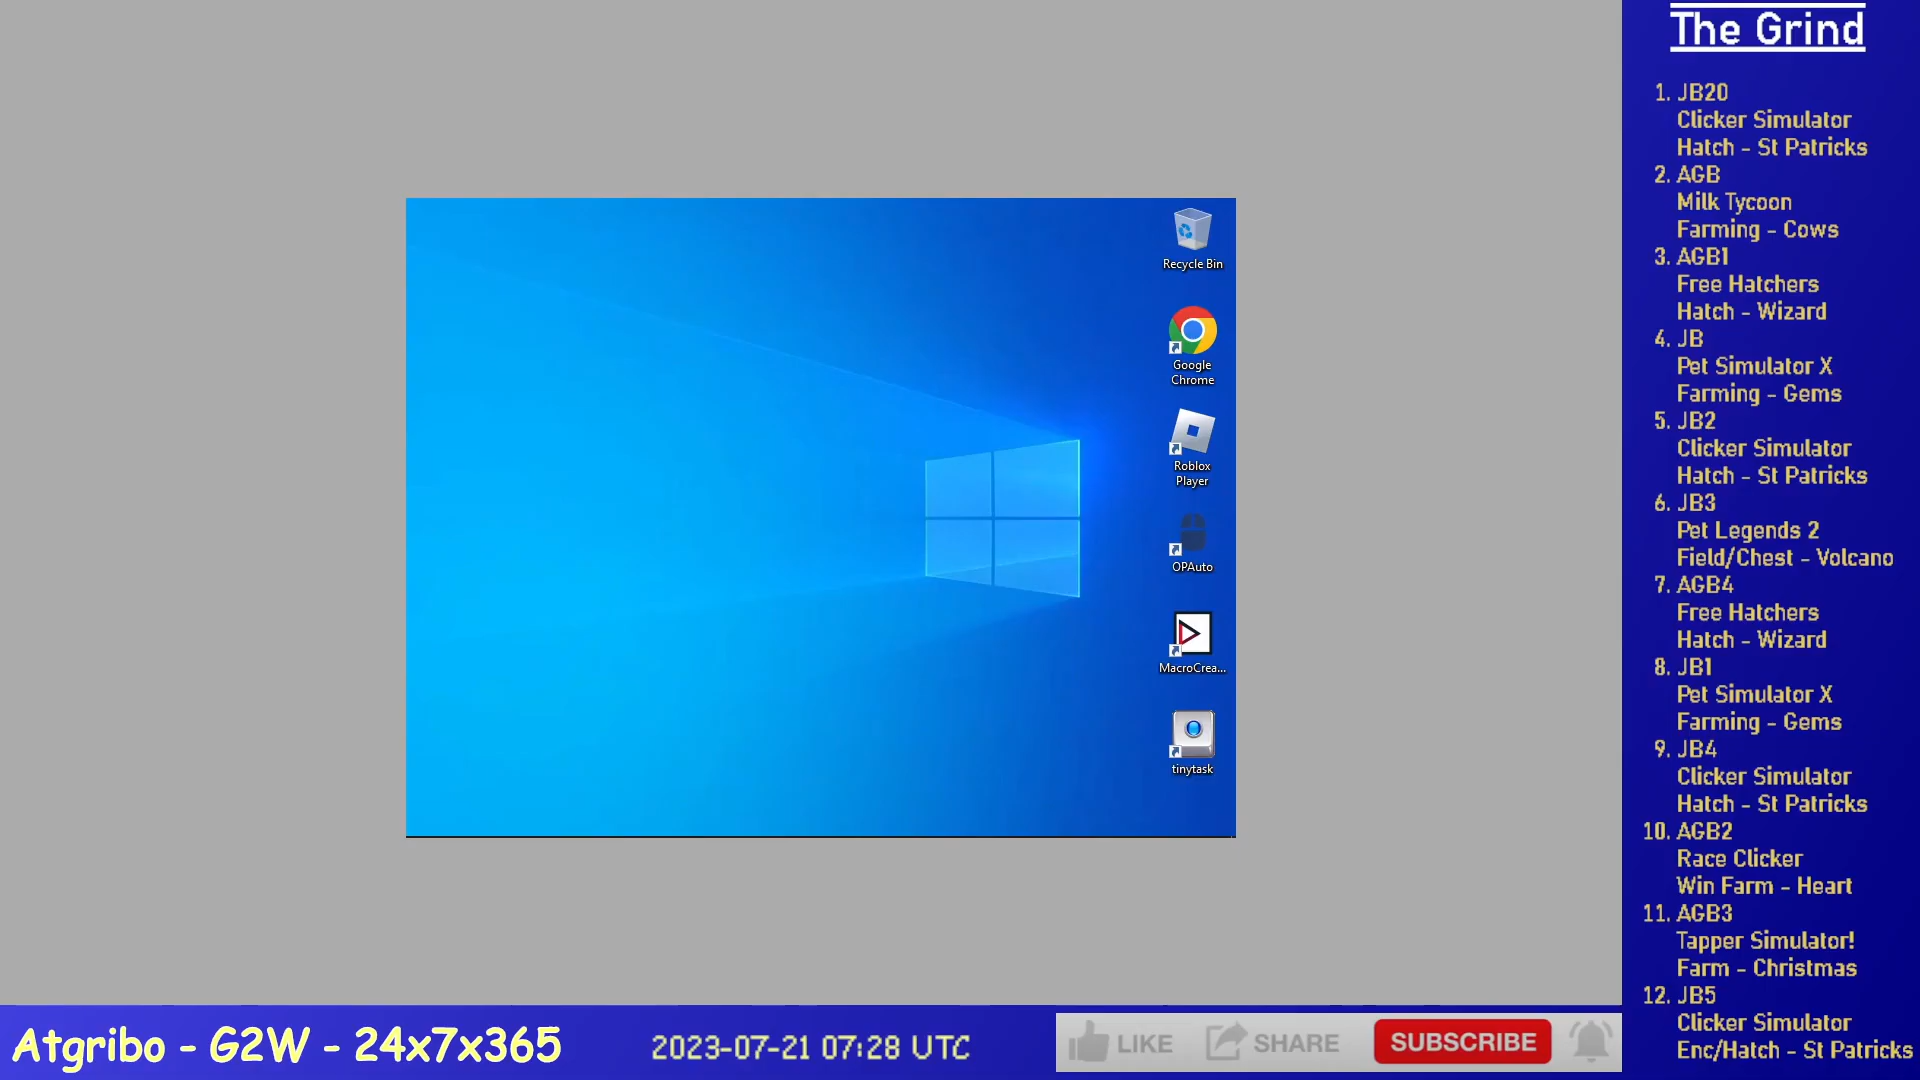 The Grind
1. JB20
Clicker Simulator
Hatch - St Patricks
2. AGB
Milk Tycoon
Farming - Cows
3. AGB1
Free Hatchers
Hatch - Wizard
4. JB
Pet Simulator X
Farming - Gems
5. JB2
Clicker Simulator
Hatch - St Patricks
6. JB3
Pet Legends 2
Field/Chest - Volcano
7. AGB4
Free Hatchers
Hatch - Wizard
8. JB1
Pet Simulator X
Farming - Gems
9. JB4
Clicker Simulator
Hatch - St Patricks
10. AGB2
Race Clicker
Win Farm - Heart
11. AGB3
Tapper Simulator!
Farm - Christmas
12. JB5
Clicker Simulator
Enc/Hatch - St Patricks
Recycle Bin
Google
Chrome
Roblox
Player
OPAuto
MacroCrea...
tinytask
Atgribo - G2W - 24x7x365
2023-07-21 07:28 UTC
LIKE
SHARE
SUBSCRIBE